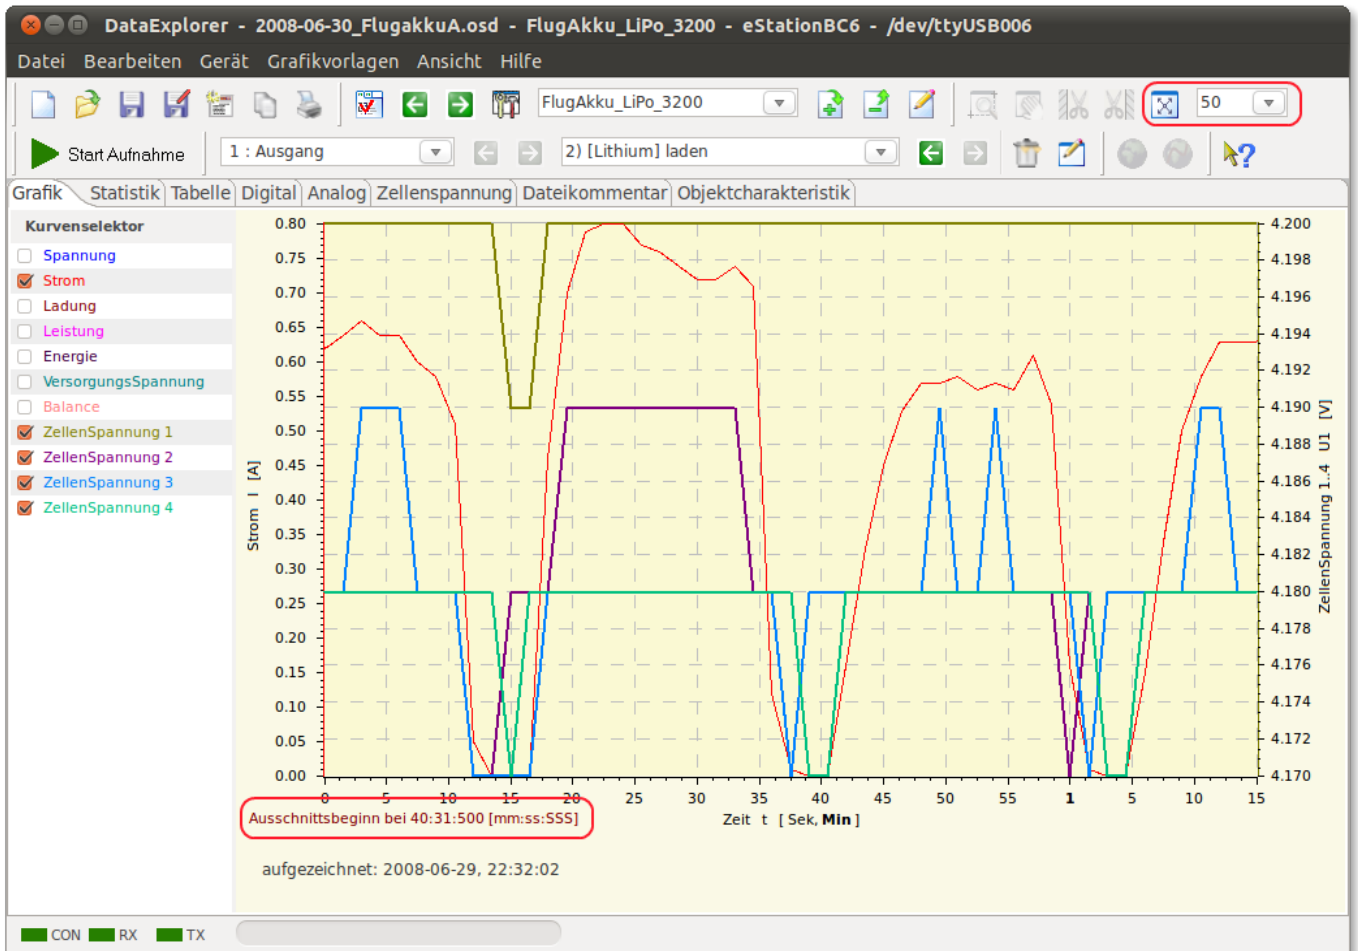 DataExplorer - 2008-06-30_FlugakkuA.osd - FlugAkku_LiPo_3200 - eStationBC6 - /dev/ttyUSB006
Datei Bearbeiten Gerät Grafikvorlagen Ansicht Hilfe
FlugAkku_LiPo_3200 50
Start Aufnahme 1 : Ausgang 2) [Lithium] laden
Grafik Statistik Tabelle Digital Analog Zellenspannung Dateikommentar Objektcharakteristik
Kurvenselektor
Spannung
Strom
Ladung
Leistung
Energie
VersorgungsSpannung
Balance
ZellenSpannung 1
ZellenSpannung 2
ZellenSpannung 3
ZellenSpannung 4
Strom I [A]
0.80
0.75
0.70
0.65
0.60
0.55
0.50
0.45
0.40
0.35
0.30
0.25
0.20
0.15
0.10
0.05
0.00
4.200
4.198
4.196
4.194
4.192
4.190
4.188
4.186
4.184
4.182
4.180
4.178
4.176
4.174
4.172
4.170
ZellenSpannung 1..4 U1 [V]
0 5 10 15 20 25 30 35 40 45 50 55 1 5 10 15
Ausschnittsbeginn bei 40:31:500 [mm:ss:SSS]
Zeit t [ Sek, Min ]
aufgezeichnet: 2008-06-29, 22:32:02
CON RX TX